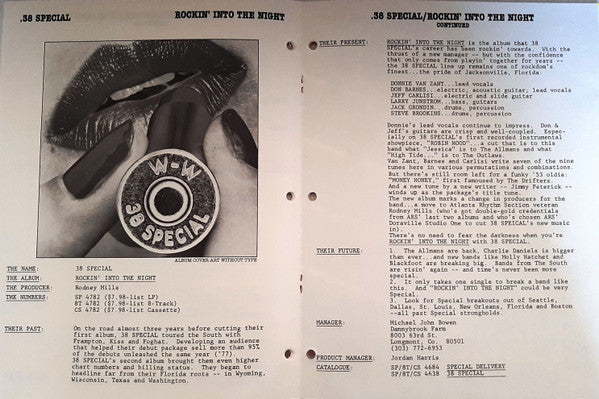 .38 SPECIAL
ROCKIN' INTO THE NIGHT
W-W
38 SPECIAL
ALBUM COVER ART WITHOUT TYPE
THE NAME: 38 SPECIAL
THE ALBUM: ROCKIN' INTO THE NIGHT
THE PRODUCER: Rodney Mills
THE NUMBERS: SP 4782 ($7.98-list LP)
8T 4782 ($7.98-list 8-Track)
CS 4782 ($7.98-list Cassette)
THEIR PAST: On the road almost three years before cutting their
first album, 38 SPECIAL toured the South with
Frampton, Kiss and Foghat. Developing an audience
that helped their debut package sell more than 95%
of the debuts unleashed the same year ('77).
38 SPECIAL's second album brought them even higher
chart numbers and billing status. They began to
headline far from their Florida roots -- in Wyoming,
Wisconsin, Texas and Washington.
.38 SPECIAL/ROCKIN' INTO THE NIGHT
CONTINUED
THEIR PRESENT: ROCKIN' INTO THE NIGHT is the album that 38
SPECIAL's career has been rockin' towards. With the
thrust of a new manager -- but with the confidence
that only comes from playin' together for years --
the 38 SPECIAL line up remains one of rockdom's
finest...the pride of Jacksonville, Florida:
DONNIE VAN ZANT...lead vocals
DON BARNES...electric, acoustic guitar; lead vocals
JEFF CARLISI...electric and slide guitar
LARRY JUNSTROM...bass, guitars
JACK GRONDIN...drums, percussion
STEVE BROOKINS...drums, percussion
Donnie's lead vocals continue to impress. Don &
Jeff's guitars are crisp and well-coupled. Especi-
ally on 38 SPECIAL's first recorded instrumental
showpiece, "ROBIN HOOD"...a cut that is to this
band what "Jessica" is to The Allmans and what
"High Tide..." is to The Outlaws.
Van Zant, Barnes and Carlisi wrote seven of the nine
tunes here in various permutations and combinations.
But there's still room left for a funky '53 oldie:
"MONEY HONEY," first famoused by The Drifters.
And a new tune by a new writer -- Jimmy Peterick --
winds up as the package's title tune.
The new album marks a change in producers for the
band...a move to Atlanta Rhythm Section veteran
Rodney Mills (who's got double-gold credentials
from ARS' last two albums and who's chosen ARS'
Doraville Studio One to cut 38 SPEICAL's new music
in).
There's no need to fear the darkness when you're
ROCKIN' INTO THE NIGHT with 38 SPECIAL.
THEIR FUTURE: 1. The Allmans are back, Charlie Daniels is bigger
than ever...and new bands like Molly Hatchet and
Blackfoot are breaking big. Bands from The South
are risin' again -- and time's never been more
special.
2. It only takes one single to break a band like
this. And "ROCKIN' INTO THE NIGHT" could be very
Special.
3. Look for Special breakouts out of Seattle,
Dallas, St. Louis, New Orleans, Florida and Boston
--all past Special strongholds.
MANAGER: Michael John Bowen
Dannybrook Farm
8003 63rd St.
Longmont, Co. 80501
(303) 772-6953
PRODUCT MANAGER: Jordan Harris
CATALOGUE: SP/8T/CS 4684 SPECIAL DELIVERY
SP/8T/CS 4638 38 SPECIAL